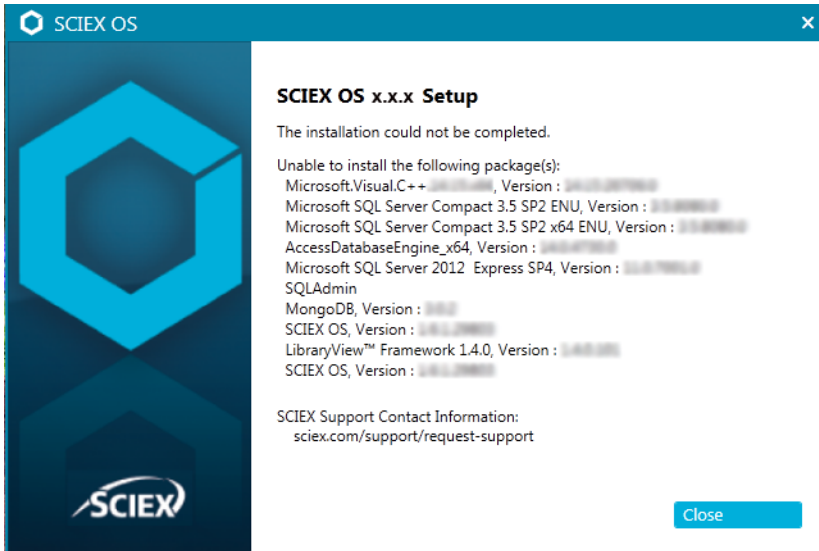 SCIEX OS
SCIEX OS x.x.x Setup
The installation could not be completed.
Unable to install the following package(s):
Microsoft.Visual.C++ , Version :
Microsoft SQL Server Compact 3.5 SP2 ENU, Version :
Microsoft SQL Server Compact 3.5 SP2 x64 ENU, Version :
AccessDatabaseEngine_x64, Version :
Microsoft SQL Server 2012 Express SP4, Version :
SQLAdmin
MongoDB, Version :
SCIEX OS, Version :
LibraryView™ Framework 1.4.0, Version :
SCIEX OS, Version :
SCIEX Support Contact Information:
sciex.com/support/request-support
SCIEX
Close